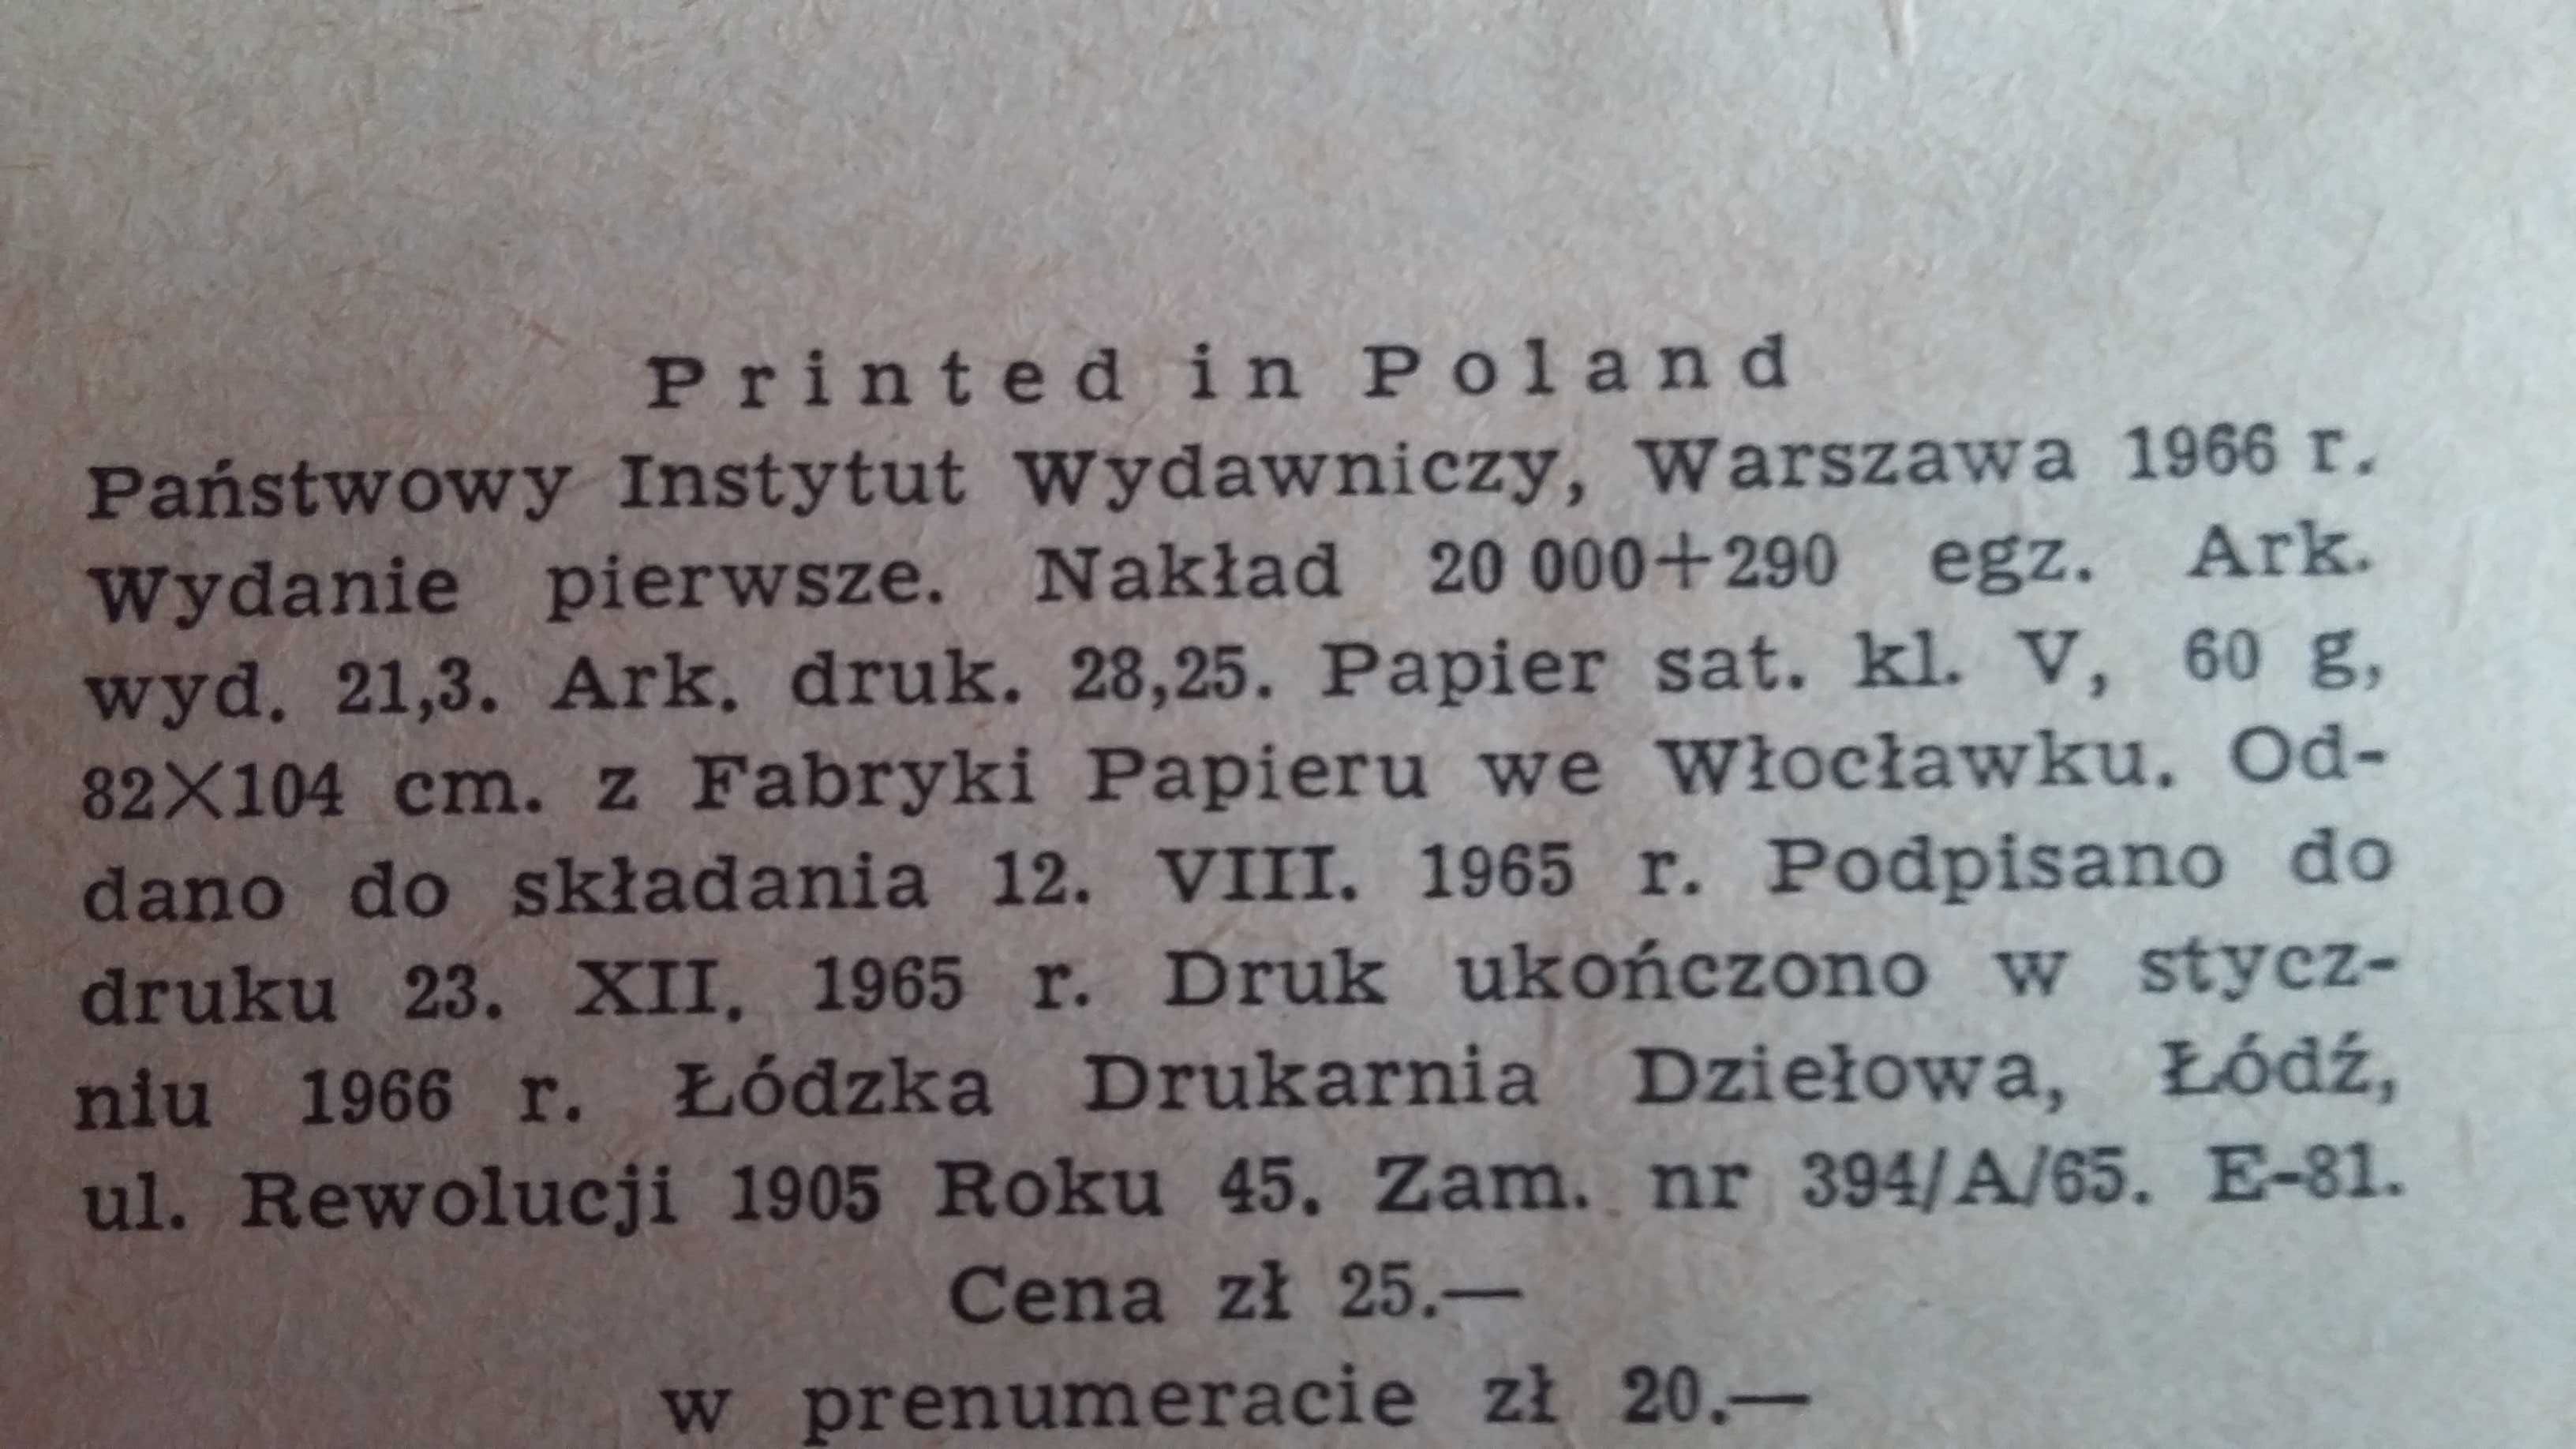 Printed in Poland
Państwowy Instytut Wydawniczy, Warszawa 1966 r.
Wydanie pierwsze. Nakład 20 000+290 egz. Ark.
wyd. 21,3. Ark. druk. 28,25. Papier sat. kl. V, 60 g,
82×104 cm. z Fabryki Papieru we Włocławku. Od-
dano do składania 12. VIII. 1965 r. Podpisano do
druku 23. XII. 1965 r. Druk ukończono w stycz-
niu 1966 r. Łódzka Drukarnia Dziełowa, Łódź,
ul. Rewolucji 1905 Roku 45. Zam. nr 394/A/65. E-81.
Cena zł 25.—
w prenumeracie zł 20.—